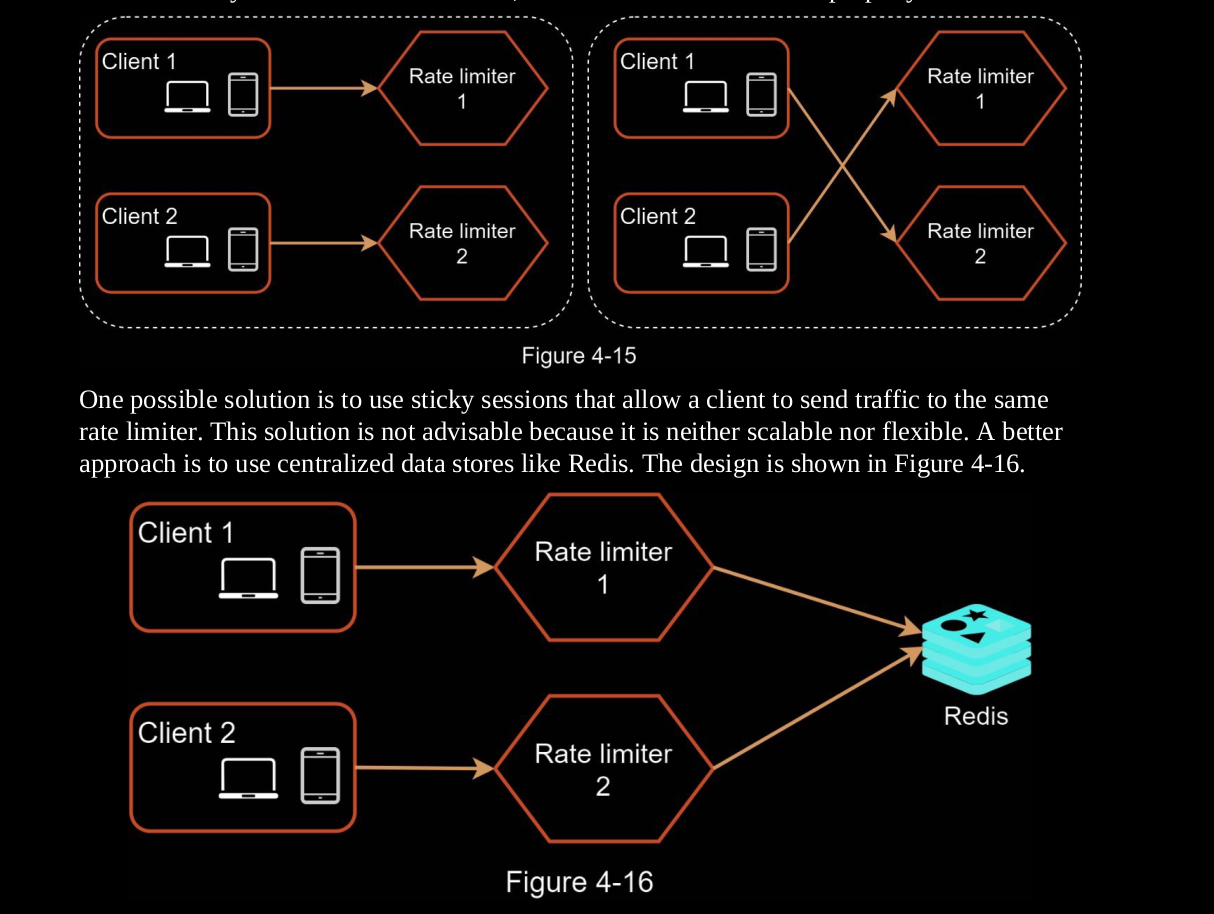 Client 1
Rate limiter
1
Client 2
Rate limiter
2
Client 1
Rate limiter
1
Client 2
Rate limiter
2
Figure 4-15
One possible solution is to use sticky sessions that allow a client to send traffic to the same
rate limiter. This solution is not advisable because it is neither scalable nor flexible. A better
approach is to use centralized data stores like Redis. The design is shown in Figure 4-16.
Client 1
Rate limiter
1
Client 2
Rate limiter
2
Redis
Figure 4-16